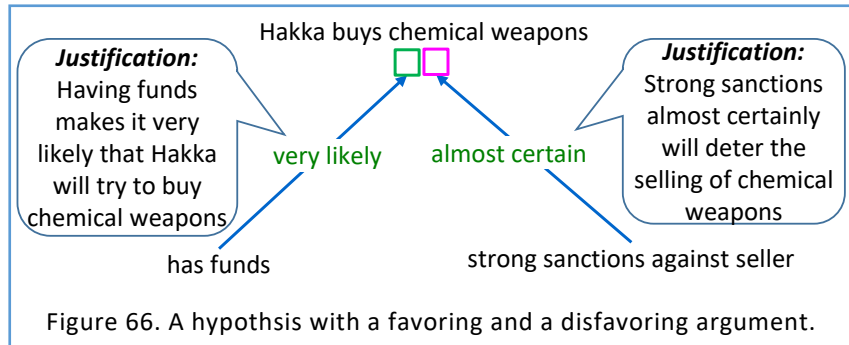 Hakka buys chemical weapons
Justification:
Having funds
makes it very
likely that Hakka
will try to buy
chemical weapons
Justification:
Strong sanctions
almost certainly
will deter the
selling of chemical
weapons
very likely
almost certain
has funds
strong sanctions against seller
Figure 66. A hypothsis with a favoring and a disfavoring argument.